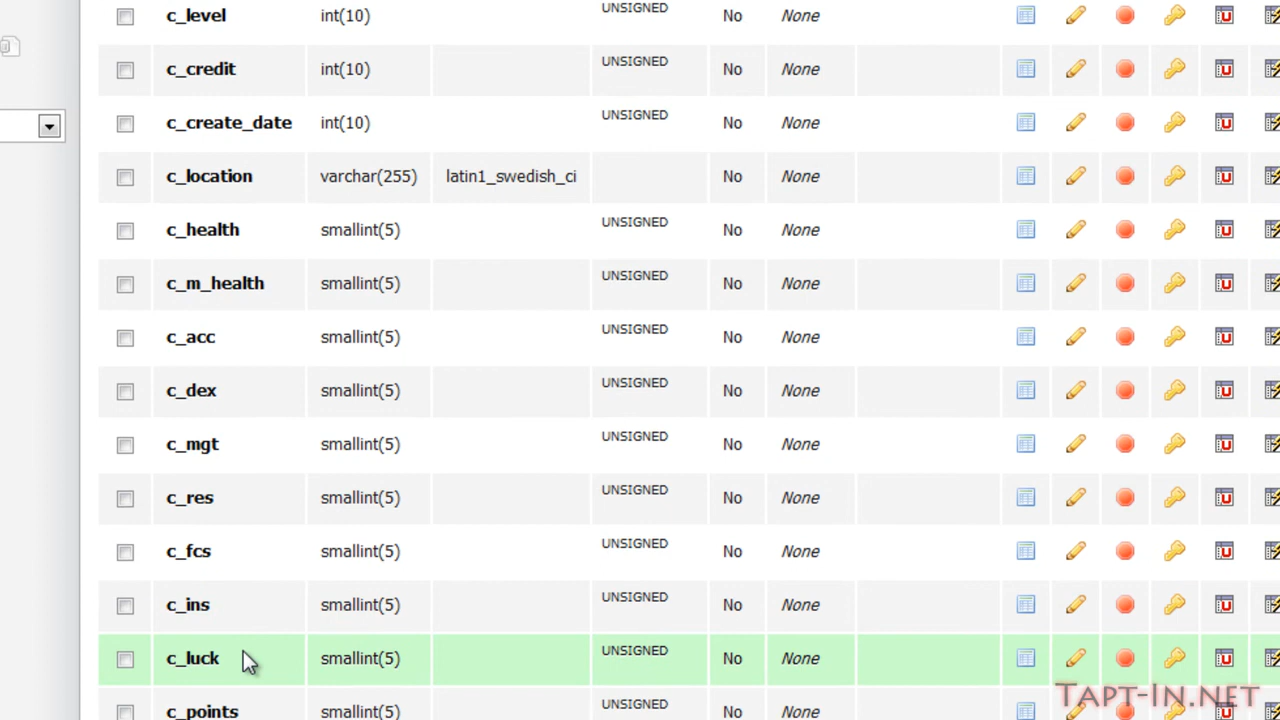 c_level int(10) UNSIGNED No None
c_credit int(10) UNSIGNED No None
c_create_date int(10) UNSIGNED No None
c_location varchar(255) latin1_swedish_ci No None
c_health smallint(5) UNSIGNED No None
c_m_health smallint(5) UNSIGNED No None
c_acc smallint(5) UNSIGNED No None
c_dex smallint(5) UNSIGNED No None
c_mgt smallint(5) UNSIGNED No None
c_res smallint(5) UNSIGNED No None
c_fcs smallint(5) UNSIGNED No None
c_ins smallint(5) UNSIGNED No None
c_luck smallint(5) UNSIGNED No None
c_points smallint(5) UNSIGNED No None
Tapt-In.net